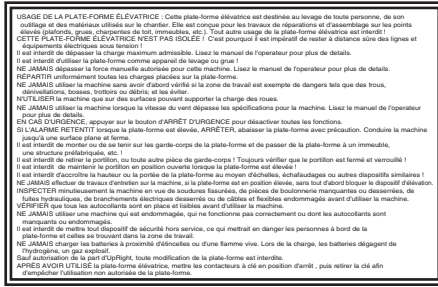 USAGE DE LA PLATE-FORME ÉLÉVATRICE : Cette plate-forme élévatrice est destinée au levage de toute personne, de son
outillage et des matériaux utilisés sur le chantier. Elle est conçue pour les travaux de réparations et d'assemblage sur les points
élevés (plafonds, grues, charpentes de toit, immeubles, etc.). Tout autre usage de la plate-forme élévatrice est interdit !
CETTE PLATE-FORME ÉLÉVATRICE N'EST PAS ISOLÉE ! C'est pourquoi il est impératif de rester à distance sûre des lignes et
équipements électriques sous tension !
Il est interdit de dépasser la charge maximum admissible. Lisez le manuel de l'operateur pour plus de details.
Il est interdit d'utiliser la plate-forme comme appareil de levage ou grue !
NE JAMAIS dépasser la force manuelle autorisée pour cette machine. Lisez le manuel de l'operateur pour plus de details.
RÉPARTIR uniformément toutes les charges placées sur la plate-forme.
NE JAMAIS utiliser la machine sans avoir d'abord vérifié si la zone de travail est exempte de dangers tels que des trous,
dénivelations, bosses, trottoirs ou débris; et les éviter.
N'UTILISER la machine que sur des surfaces pouvant supporter la charge des roues.
NE JAMAIS utiliser la machine lorsque la vitesse du vent dépasse les spécifications pour la machine. Lisez le manuel de l'operateur
pour plus de details.
EN CAS D'URGENCE, appuyer sur le bouton d'ARRÊT D'URGENCE pour désactiver toutes les fonctions.
SI L'ALARME RETENTIT lorsque la plate-forme est élevée, ARRÊTER, abaisser la plate-forme avec précaution. Conduire la machine
jusqu'à une surface plane et ferme.
Il est interdit de monter ou de se tenir sur les garde-corps de la plate-forme et de passer de la plate-forme à un immeuble,
une structure préfabriquée, etc. !
Il est interdit de retirer le portillon, ou toute autre pièce de garde-corps ! Toujours vérifier que le portillon est fermé et verrouillé !
Il est interdit de maintenir le portillon en position ouverte lorsque la plate-forme est élevée !
Il est interdit d'accroître la hauteur ou la portée de la plate-forme au moyen d'échelles, échafaudages ou autres dispositifs similaires !
NE JAMAIS effectuer de travaux d'entretien sur la machine, si la plate-forme est en position élevée, sans tout d'abord bloquer le dispositif d'élévation.
INSPECTER minutieusement la machine en vue de soudures fissurées, de pièces de boulonnerie manquantes ou desserrées, de
fuites hydrauliques, de branchements électriques desserrés ou de câbles et flexibles endommagés avant d'utiliser la machine.
VÉRIFIER que tous les autocollants sont en place et lisibles avant d'utiliser la machine.
NE JAMAIS utiliser une machine qui est endommagée, qui ne fonctionne pas correctement ou dont les autocollants sont
manquants ou endommagés.
Il est interdit de mettre tout dispositif de sécurité hors service, ce qui mettrait en danger les personnes à bord de la
plate-forme et celles se trouvant dans la zone de travail.
NE JAMAIS charger les batteries à proximité d'étincelles ou d'une flamme vive. Lors de la charge, les batteries dégagent de
l'hydrogène, un gaz explosif.
Sauf autorisation de la part d'UpRight, toute modification de la plate-forme est interdite.
APRÈS AVOIR UTILISÉ la plate-forme élévatrice, mettre les contacteurs à clé en position d'arrêt , puis retirer la clé afin
d'empêcher l'utilisation non autorisée de la plate-forme.